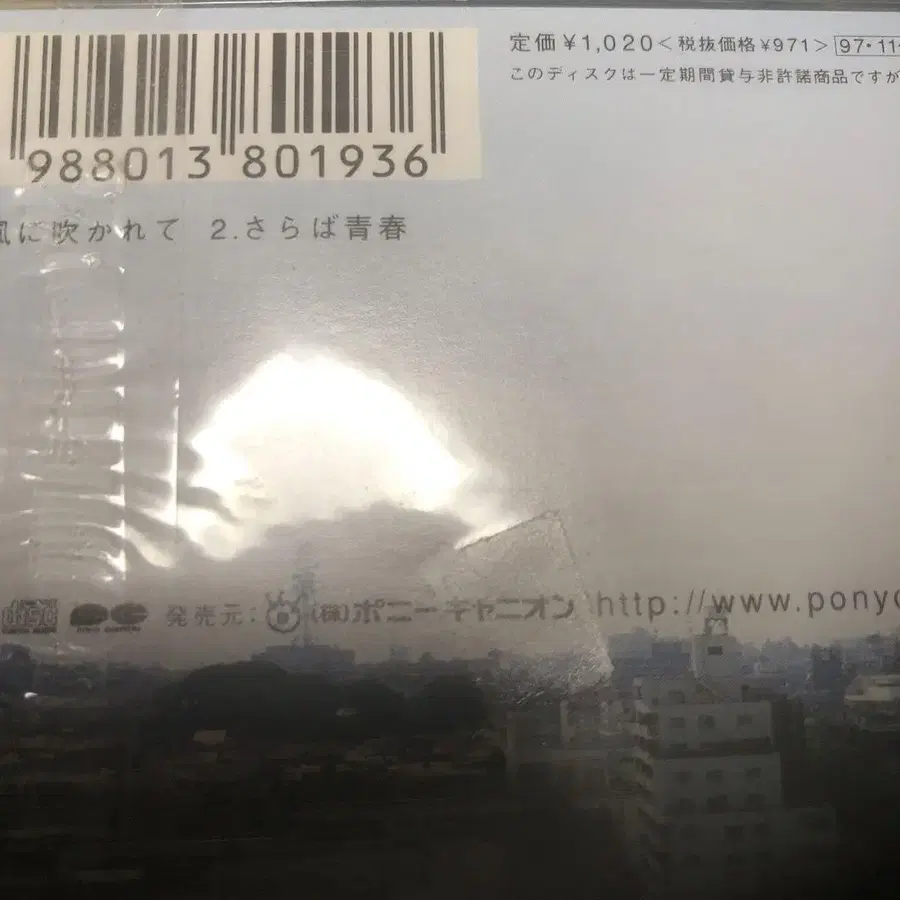 定価¥1,020<税抜価格¥971> 97・11・
このディスクは一定期間貸与非許諾商品ですが
988013 801936
風に吹かれて 2.さらば青春
disc 発売元: (株)ポニーキャニオン http://www.ponyc